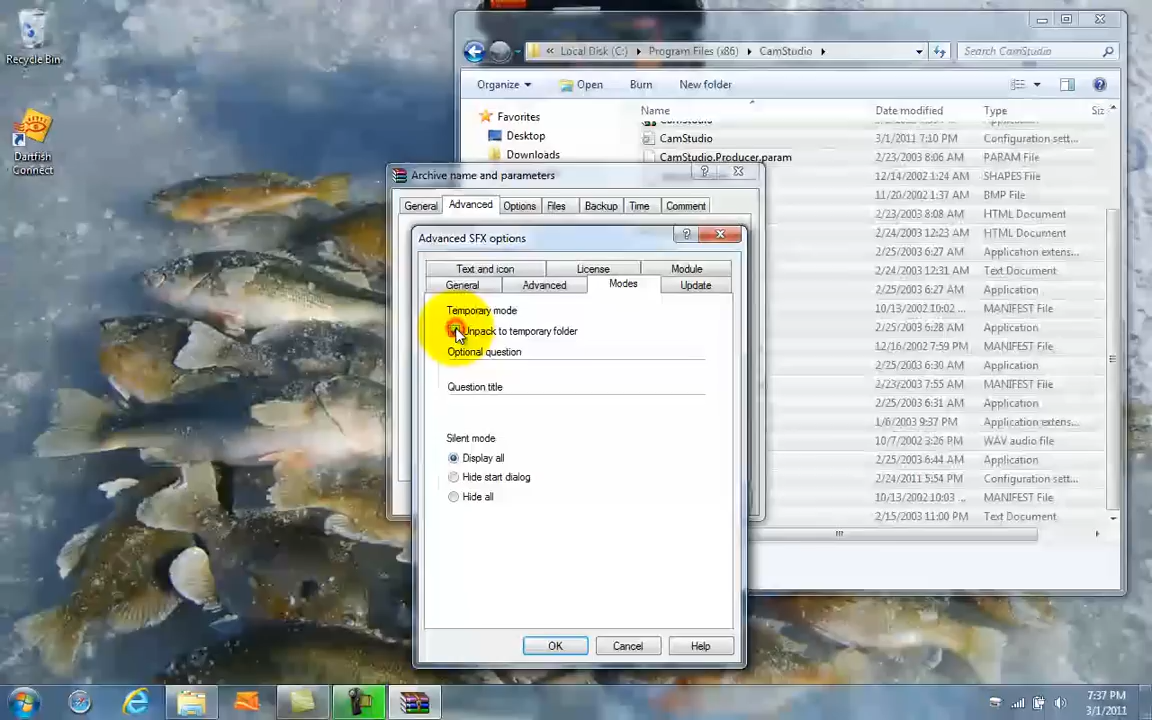 Recycle Bin
Dartfish
Connect
« Local Disk (C:) Program Files (x86) CamStudio
Search CamStudio
Organize Open Burn New folder
Name Date modified Type Siz
Favorites
Desktop
Downloads
CamStudio
CamStudio 3/1/2011 7:10 PM Configuration sett...
CamStudio.Producer.param 2/23/2003 8:06 AM PARAM File
12/14/2002 1:37 AM SHAPES File
11/20/2002 1:37 AM BMP File
2/23/2003 8:08 AM HTML Document
2/23/2003 12:23 AM HTML Document
2/25/2003 6:27 AM Application extens...
2/23/2003 12:31 AM Text Document
2/25/2003 6:27 AM Application
10/13/2002 10:02 ... MANIFEST File
2/25/2003 6:28 AM Application
12/16/2002 7:59 PM MANIFEST File
2/25/2003 6:30 AM Application
2/23/2003 7:55 AM MANIFEST File
2/25/2003 6:31 AM Application
1/6/2003 9:37 PM Application extens...
10/7/2002 3:26 PM WAV audio file
2/25/2003 6:44 AM Application
2/24/2011 5:54 PM Configuration sett...
10/13/2002 10:03 ... MANIFEST File
2/15/2003 11:00 PM Text Document
Archive name and parameters
General Advanced Options Files Backup Time Comment
Advanced SFX options
Text and icon License Module
General Advanced Modes Update
Temporary mode
Unpack to temporary folder
Optional question
Question title
Silent mode
Display all
Hide start dialog
Hide all
OK Cancel Help
7:37 PM
3/1/2011